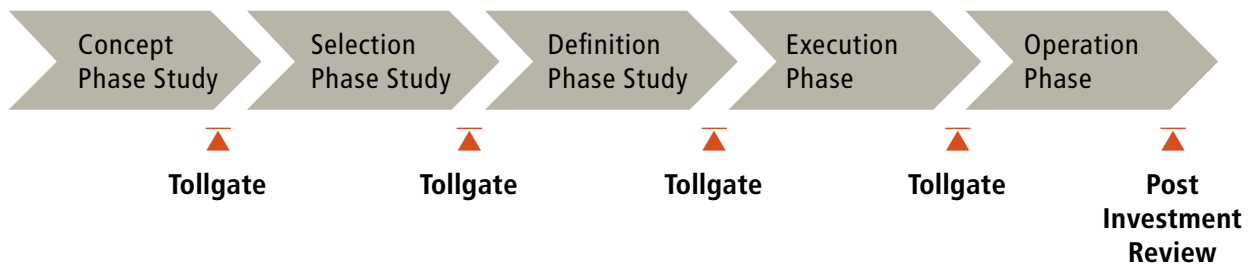 Concept
Phase Study
Selection
Phase Study
Definition
Phase Study
Execution
Phase
Operation
Phase
Tollgate
Tollgate
Tollgate
Tollgate
Post
Investment
Review